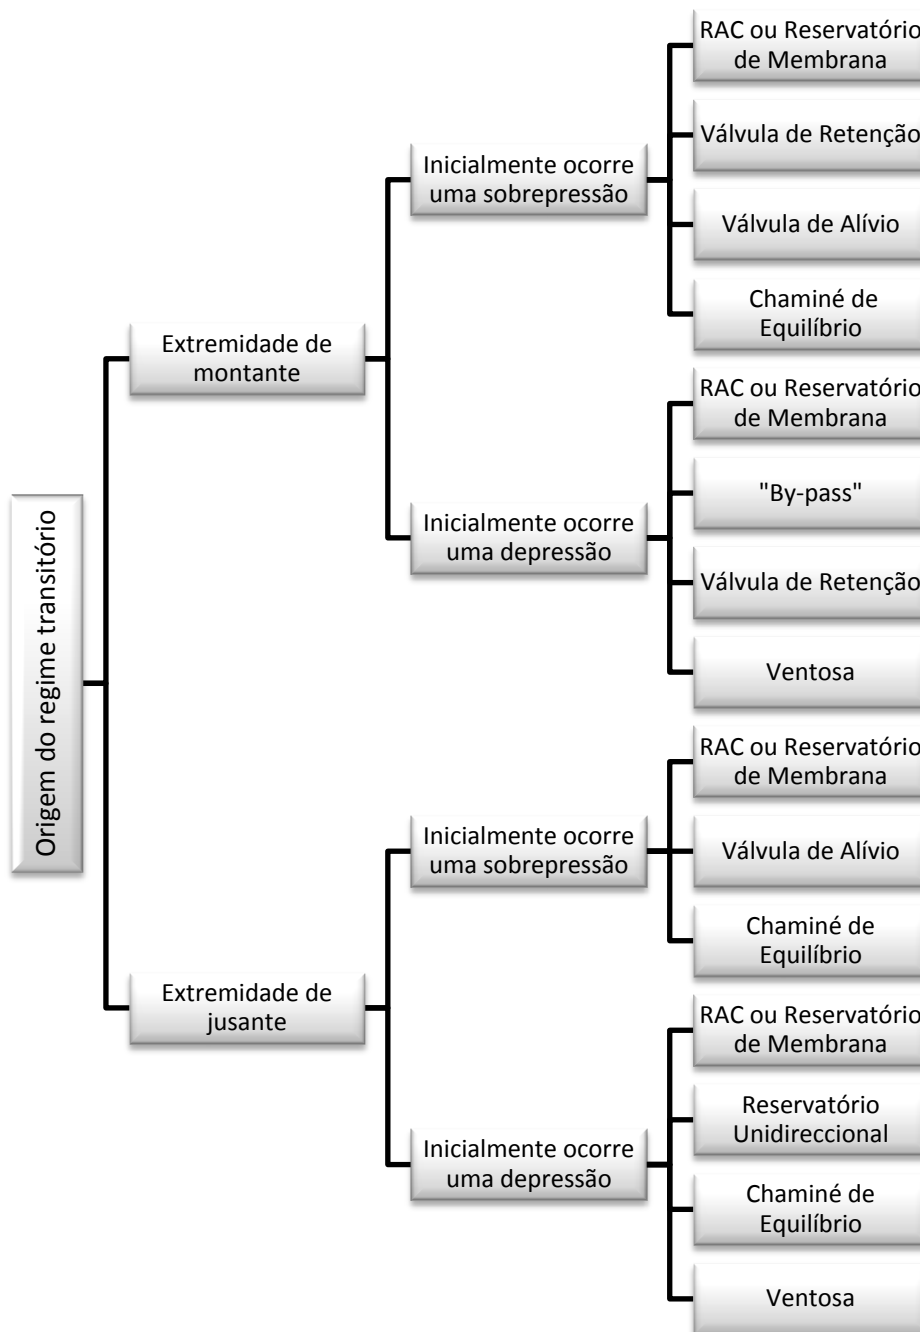 Origem do regime transitório
Extremidade de
montante
Inicialmente ocorre
uma sobrepressão
RAC ou Reservatório
de Membrana
Válvula de Retenção
Válvula de Alívio
Chaminé de
Equilíbrio
Inicialmente ocorre
uma depressão
RAC ou Reservatório
de Membrana
"By-pass"
Válvula de Retenção
Ventosa
Extremidade de
jusante
Inicialmente ocorre
uma sobrepressão
RAC ou Reservatório
de Membrana
Válvula de Alívio
Chaminé de
Equilíbrio
Inicialmente ocorre
uma depressão
RAC ou Reservatório
de Membrana
Reservatório
Unidireccional
Chaminé de
Equilíbrio
Ventosa